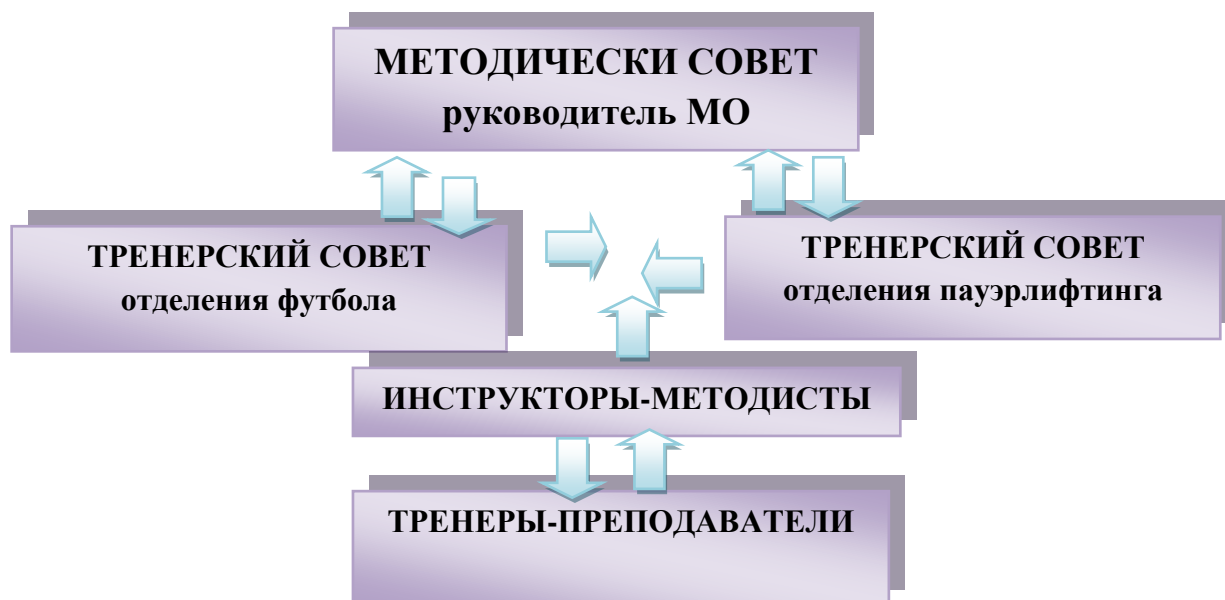 МЕТОДИЧЕСКИ СОВЕТ
руководитель МО
ТРЕНЕРСКИЙ СОВЕТ
отделения футбола
ТРЕНЕРСКИЙ СОВЕТ
отделения пауэрлифтинга
ИНСТРУКТОРЫ-МЕТОДИСТЫ
ТРЕНЕРЫ-ПРЕПОДАВАТЕЛИ